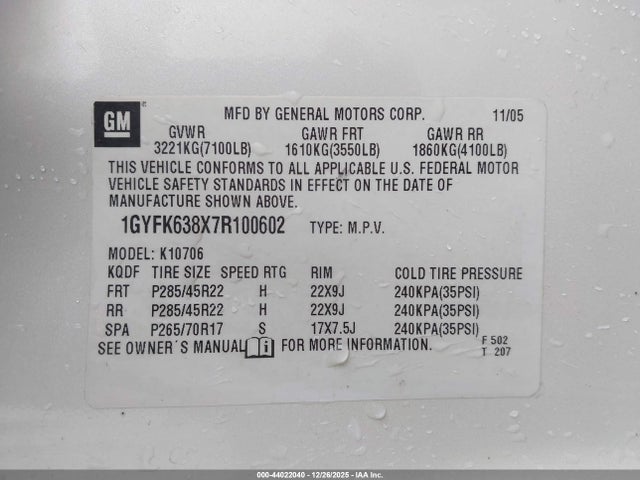 GM
MFD BY GENERAL MOTORS CORP. 11/05
GVWR GAWR FRT GAWR RR
3221KG(7100LB) 1610KG(3550LB) 1860KG(4100LB)
THIS VEHICLE CONFORMS TO ALL APPLICABLE U.S. FEDERAL MOTOR
VEHICLE SAFETY STANDARDS IN EFFECT ON THE DATE OF
MANUFACTURE SHOWN ABOVE.
1GYFK638X7R100602 TYPE: M.P.V.
MODEL: K10706
KQDF TIRE SIZE SPEED RTG RIM COLD TIRE PRESSURE
FRT P285/45R22 H 22X9J 240KPA(35PSI)
RR P285/45R22 H 22X9J 240KPA(35PSI)
SPA P265/70R17 S 17X7.5J 240KPA(35PSI)
SEE OWNER´S MANUAL FOR MORE INFORMATION. F 502
T 207
000-44022040 - 12/26/2025 - IAA Inc.